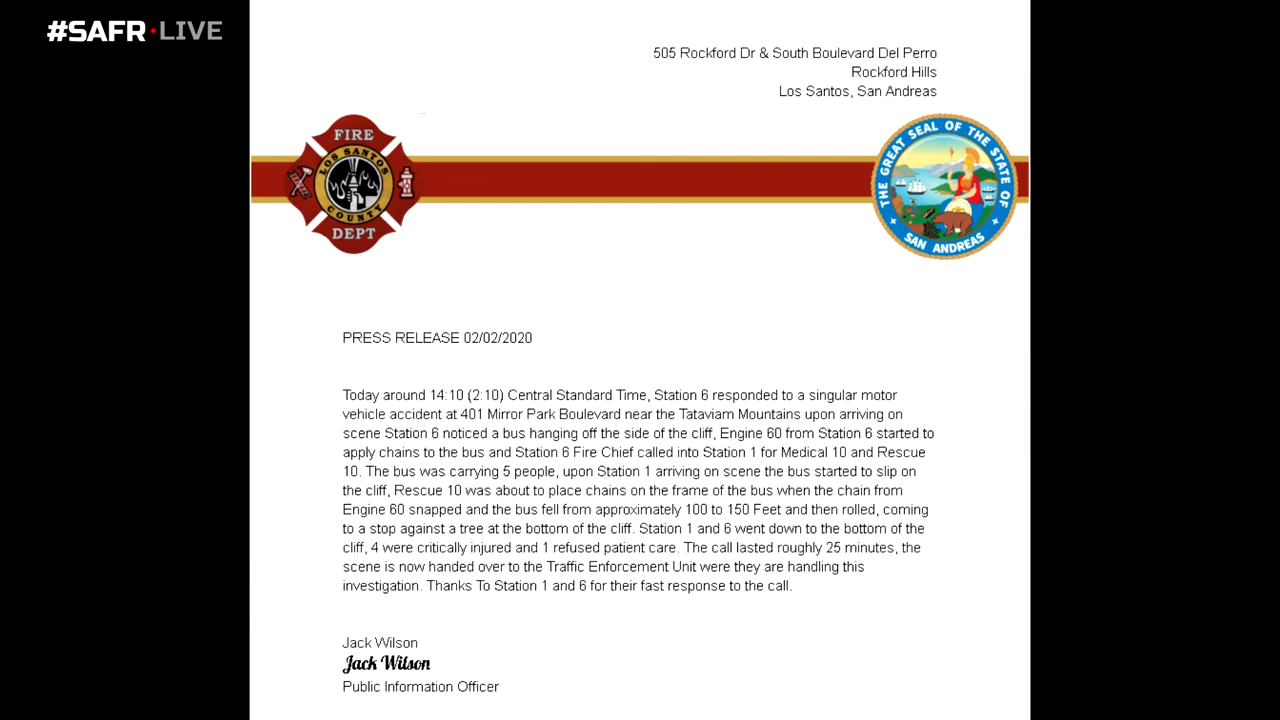 #SAFR•LIVE
505 Rockford Dr & South Boulevard Del Perro
Rockford Hills
Los Santos, San Andreas
FIRE
LOS SANTOS
COUNTY
DEPT
THE GREAT SEAL OF THE STATE OF
SAN ANDREAS
PRESS RELEASE 02/02/2020
Today around 14:10 (2:10) Central Standard Time, Station 6 responded to a singular motor
vehicle accident at 401 Mirror Park Boulevard near the Tataviam Mountains upon arriving on
scene Station 6 noticed a bus hanging off the side of the cliff, Engine 60 from Station 6 started to
apply chains to the bus and Station 6 Fire Chief called into Station 1 for Medical 10 and Rescue
10. The bus was carrying 5 people, upon Station 1 arriving on scene the bus started to slip on
the cliff, Rescue 10 was about to place chains on the frame of the bus when the chain from
Engine 60 snapped and the bus fell from approximately 100 to 150 Feet and then rolled, coming
to a stop against a tree at the bottom of the cliff. Station 1 and 6 went down to the bottom of the
cliff, 4 were critically injured and 1 refused patient care. The call lasted roughly 25 minutes, the
scene is now handed over to the Traffic Enforcement Unit were they are handling this
investigation. Thanks To Station 1 and 6 for their fast response to the call.
Jack Wilson
Jack Wilson
Public Information Officer